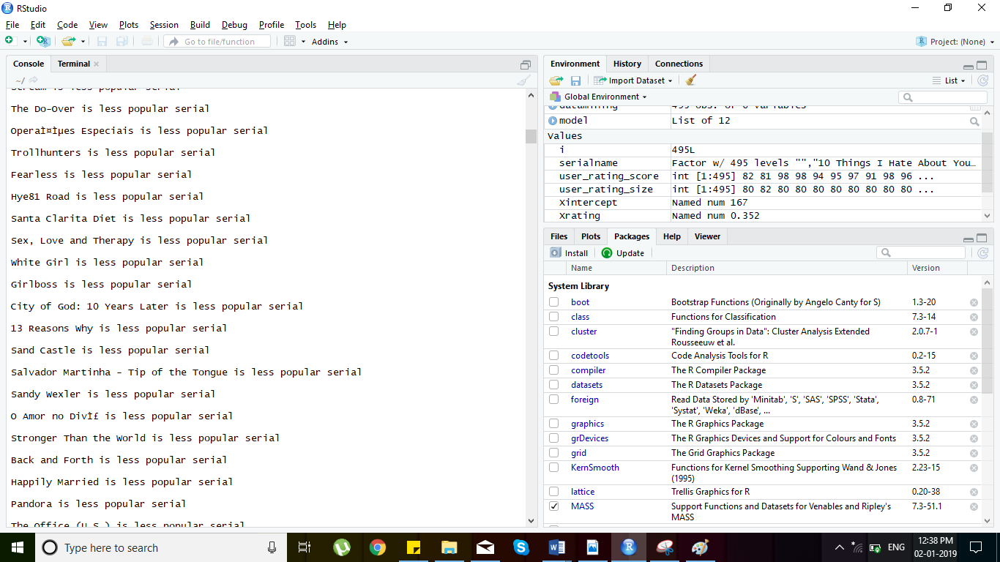 RStudio
File Edit Code View Plots Session Build Debug Profile Tools Help
Go to file/function Addins Project: (None)
Console Terminal
~/
Scream is less popular serial
The Do-Over is less popular serial
OperaÌ¤Ìµes Especiais is less popular serial
Trollhunters is less popular serial
Fearless is less popular serial
Hye81 Road is less popular serial
Santa Clarita Diet is less popular serial
Sex, Love and Therapy is less popular serial
White Girl is less popular serial
Girlboss is less popular serial
City of God: 10 Years Later is less popular serial
13 Reasons Why is less popular serial
Sand Castle is less popular serial
Salvador Martinha - Tip of the Tongue is less popular serial
Sandy Wexler is less popular serial
O Amor no DivÌ£ is less popular serial
Stronger Than the World is less popular serial
Back and Forth is less popular serial
Happily Married is less popular serial
Pandora is less popular serial
The Office (U.S.) is less popular serial
Environment History Connections
Import Dataset List
Global Environment
datamining 495 obs. of 6 variables
model List of 12
Values
i 495L
serialname Factor w/ 495 levels "","10 Things I Hate About You…
user_rating_score int [1:495] 82 81 98 98 94 95 97 91 98 96 ...
user_rating_size int [1:495] 80 82 80 80 80 80 80 80 80 80 ...
Xintercept Named num 167
Xrating Named num 0.352
Files Plots Packages Help Viewer
Install Update
Name Description Version
System Library
boot Bootstrap Functions (Originally by Angelo Canty for S) 1.3-20
class Functions for Classification 7.3-14
cluster "Finding Groups in Data": Cluster Analysis Extended 2.0.7-1
Rousseeuw et al.
codetools Code Analysis Tools for R 0.2-15
compiler The R Compiler Package 3.5.2
datasets The R Datasets Package 3.5.2
foreign Read Data Stored by 'Minitab', 'S', 'SAS', 'SPSS', 'Stata', 0.8-71
'Systat', 'Weka', 'dBase', ...
graphics The R Graphics Package 3.5.2
grDevices The R Graphics Devices and Support for Colours and Fonts 3.5.2
grid The Grid Graphics Package 3.5.2
KernSmooth Functions for Kernel Smoothing Supporting Wand & Jones 2.23-15
(1995)
lattice Trellis Graphics for R 0.20-38
MASS Support Functions and Datasets for Venables and Ripley's 7.3-51.1
MASS
Type here to search
ENG
12:38 PM
02-01-2019